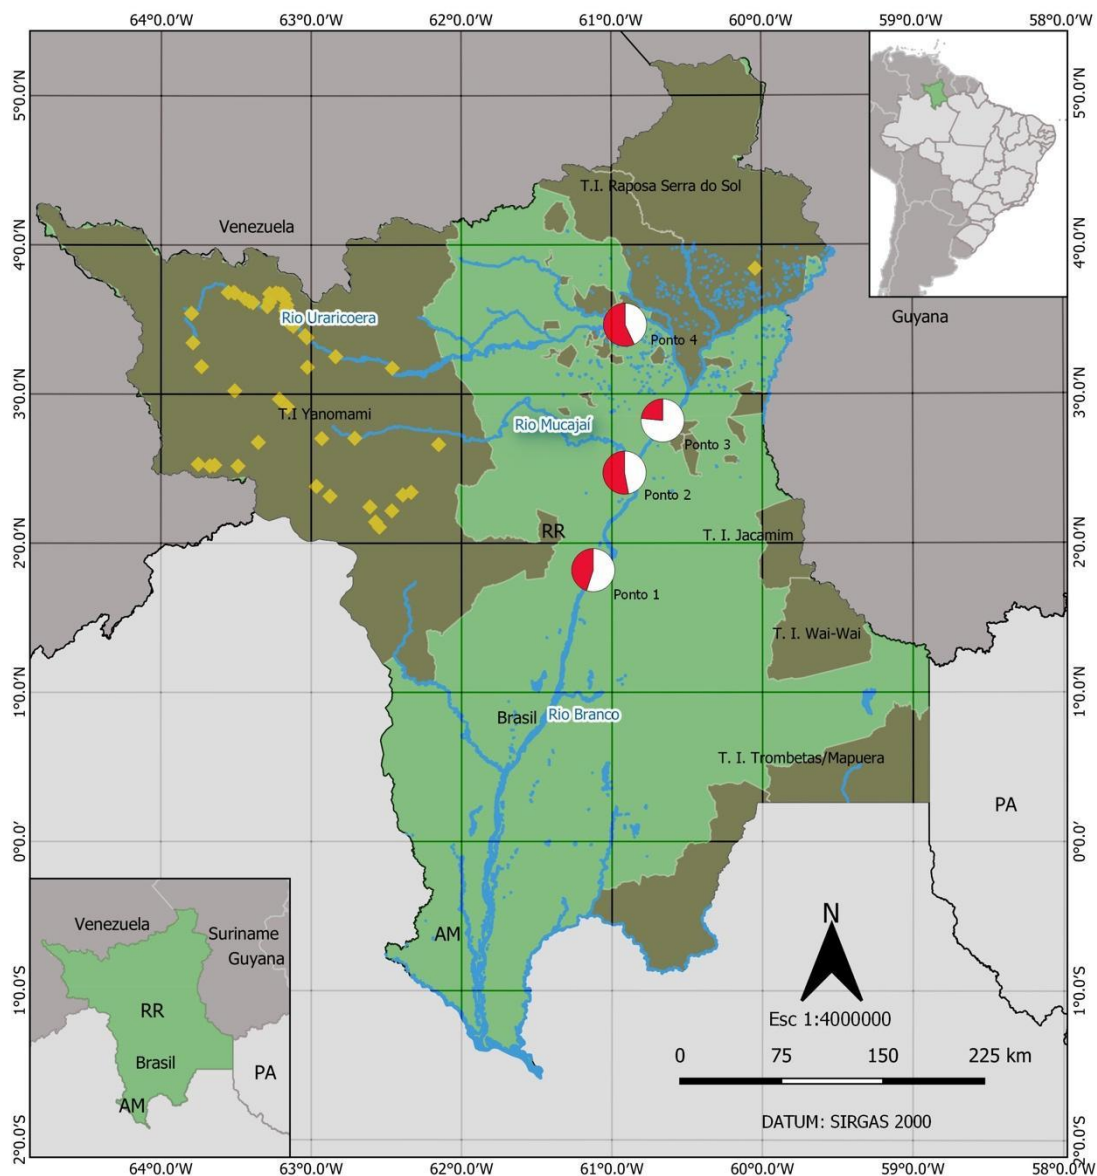 64°0.0'W 63°0.0'W 62°0.0'W 61°0.0'W 60°0.0'W 59°0.0'W 58°0.0'W
5°0.0'N 5°0.0'N
T.I. Raposa Serra do Sol
Venezuela
4°0.0'N 4°0.0'N
Rio Uraricoera
Guyana
Ponto 4
3°0.0'N 3°0.0'N
T.I Yanomami
Rio Mucajaí
Ponto 3
Ponto 2
RR
T. I. Jacamim
2°0.0'N 2°0.0'N
Ponto 1
T. I. Wai-Wai
1°0.0'N 1°0.0'N
Brasil
Rio Branco
T. I. Trombetas/Mapuera
PA
0°0.0' 0°0.0'
AM
N
Esc 1:4000000
0 75 150 225 km
DATUM: SIRGAS 2000
Venezuela
Suriname
Guyana
RR
Brasil
PA
AM
1°0.0'S 1°0.0'S
2°0.0'S 2°0.0'S
64°0.0'W 63°0.0'W 62°0.0'W 61°0.0'W 60°0.0'W 59°0.0'W 58°0.0'W